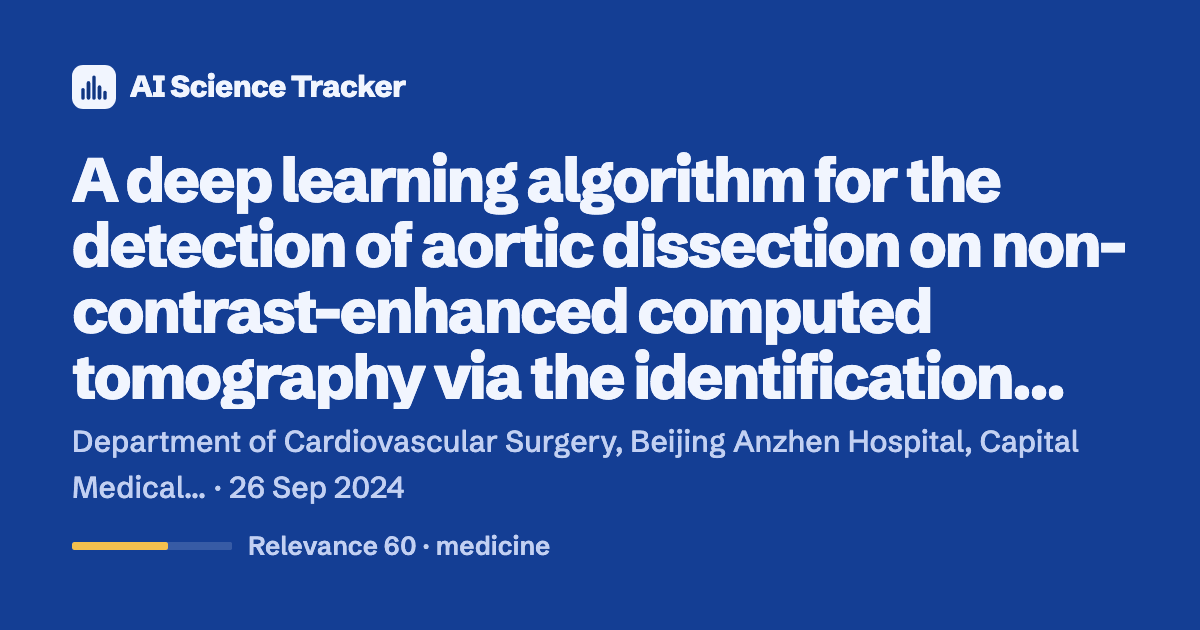 AI Science Tracker
A deep learning algorithm for the
detection of aortic dissection on non-
contrast-enhanced computed
tomography via the identification...
Department of Cardiovascular Surgery, Beijing Anzhen Hospital, Capital
Medical... · 26 Sep 2024
Relevance 60 · medicine